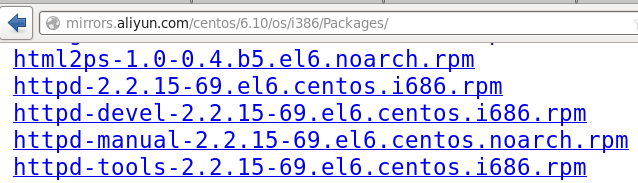 mirrors.aliyun.com/centos/6.10/os/i386/Packages/
html2ps-1.0-0.4.b5.el6.noarch.rpm
httpd-2.2.15-69.el6.centos.i686.rpm
httpd-devel-2.2.15-69.el6.centos.i686.rpm
httpd-manual-2.2.15-69.el6.centos.noarch.rpm
httpd-tools-2.2.15-69.el6.centos.i686.rpm